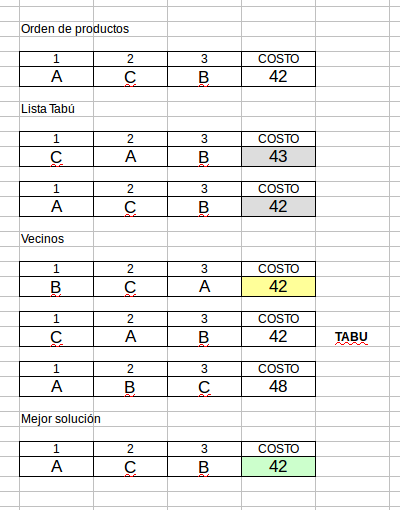 Orden de productos
1 2 3 COSTO
A C B 42
Lista Tabú
1 2 3 COSTO
C A B 43
1 2 3 COSTO
A C B 42
Vecinos
1 2 3 COSTO
B C A 42
1 2 3 COSTO
C A B 42 TABU
1 2 3 COSTO
A B C 48
Mejor solución
1 2 3 COSTO
A C B 42